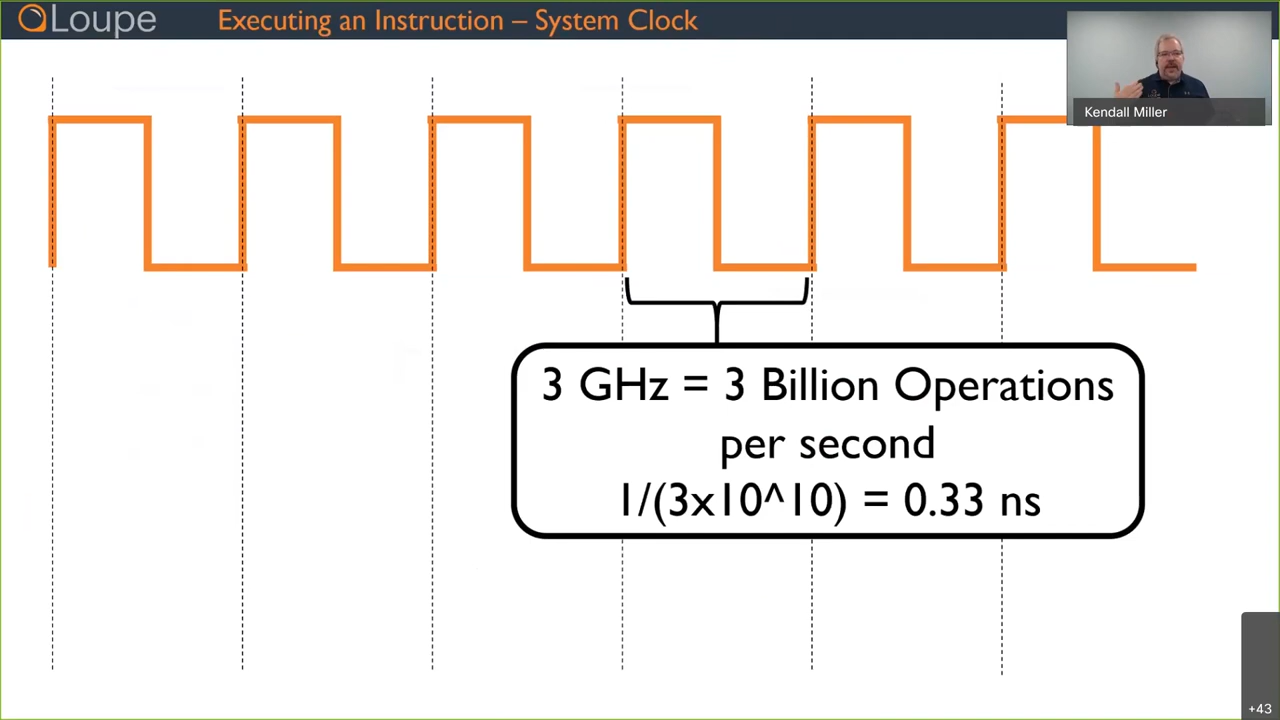 Loupe
Executing an Instruction – System Clock
Kendall Miller
3 GHz = 3 Billion Operations
per second
1/(3x10^10) = 0.33 ns
+43